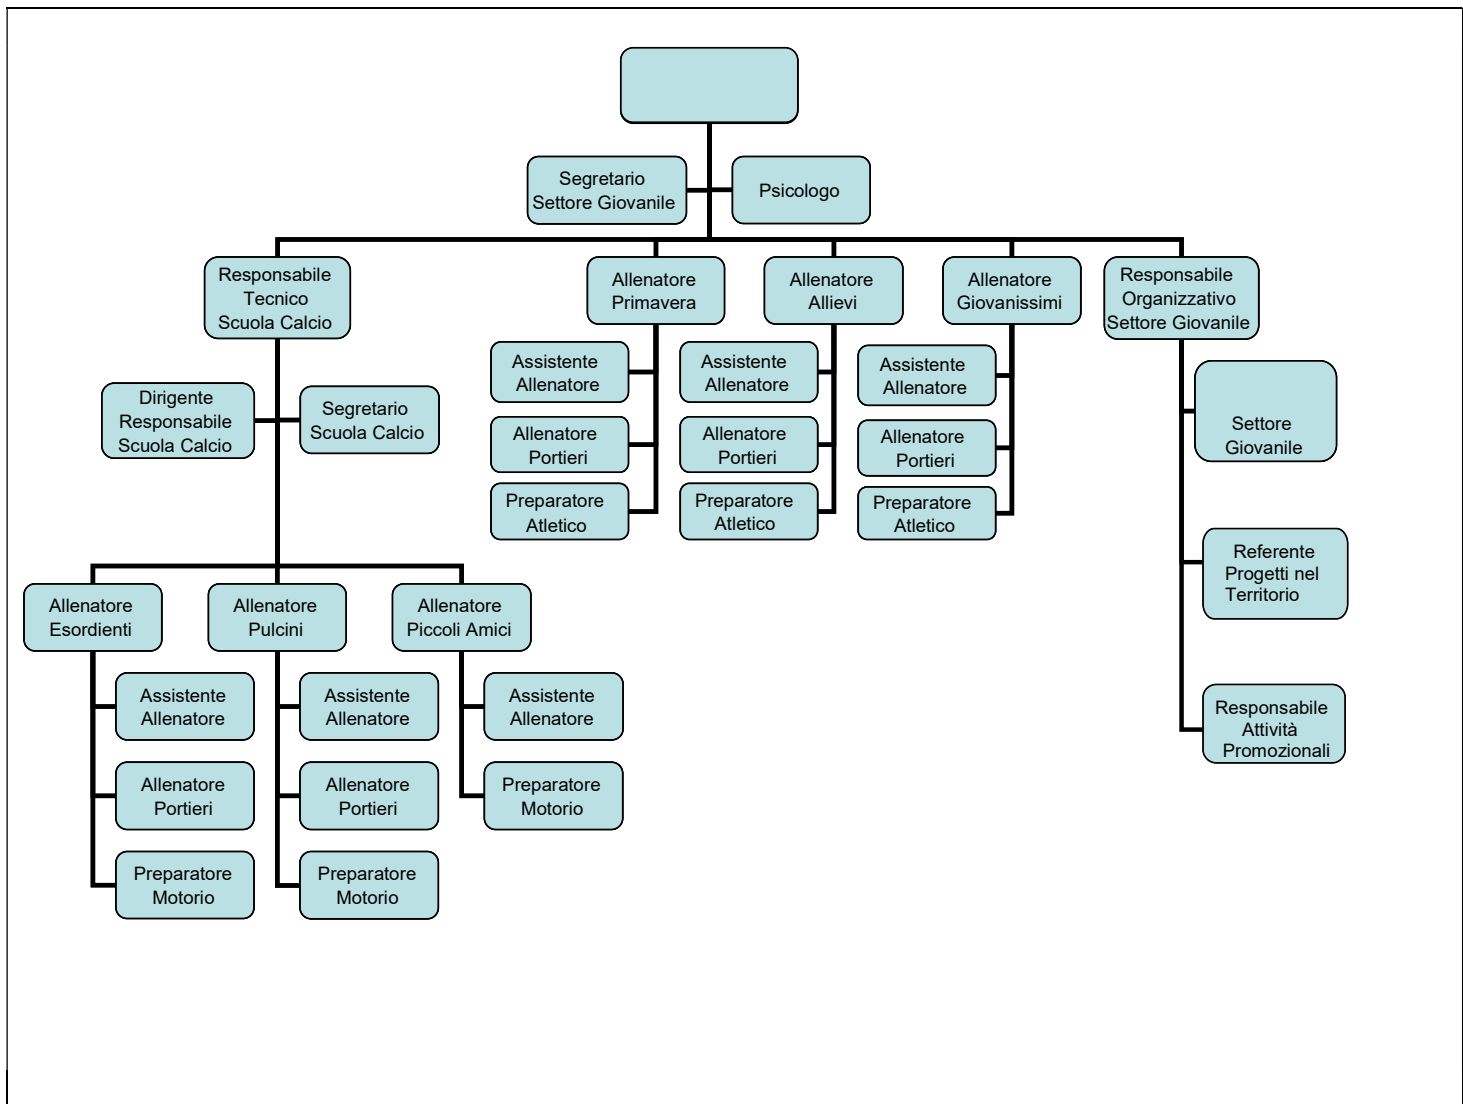 Segretario
Settore Giovanile
Psicologo
Responsabile
Tecnico
Scuola Calcio
Allenatore
Primavera
Allenatore
Allievi
Allenatore
Giovanissimi
Responsabile
Organizzativo
Settore Giovanile
Assistente
Allenatore
Allenatore
Portieri
Preparatore
Atletico
Assistente
Allenatore
Allenatore
Portieri
Preparatore
Atletico
Assistente
Allenatore
Allenatore
Portieri
Preparatore
Atletico
Settore
Giovanile
Referente
Progetti nel
Territorio
Responsabile
Attività
Promozionali
Dirigente
Responsabile
Scuola Calcio
Segretario
Scuola Calcio
Allenatore
Esordienti
Allenatore
Pulcini
Allenatore
Piccoli Amici
Assistente
Allenatore
Allenatore
Portieri
Preparatore
Motorio
Assistente
Allenatore
Allenatore
Portieri
Preparatore
Motorio
Assistente
Allenatore
Preparatore
Motorio